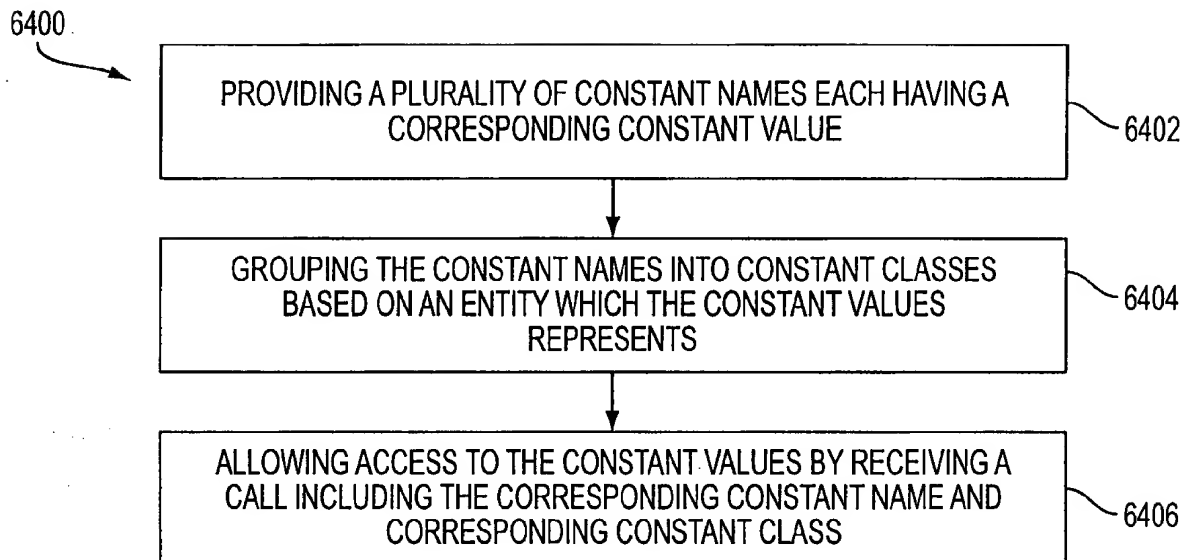 6400
PROVIDING A PLURALITY OF CONSTANT NAMES EACH HAVING A
CORRESPONDING CONSTANT VALUE
6402
GROUPING THE CONSTANT NAMES INTO CONSTANT CLASSES
BASED ON AN ENTITY WHICH THE CONSTANT VALUES
REPRESENTS
6404
ALLOWING ACCESS TO THE CONSTANT VALUES BY RECEIVING A
CALL INCLUDING THE CORRESPONDING CONSTANT NAME AND
CORRESPONDING CONSTANT CLASS
6406